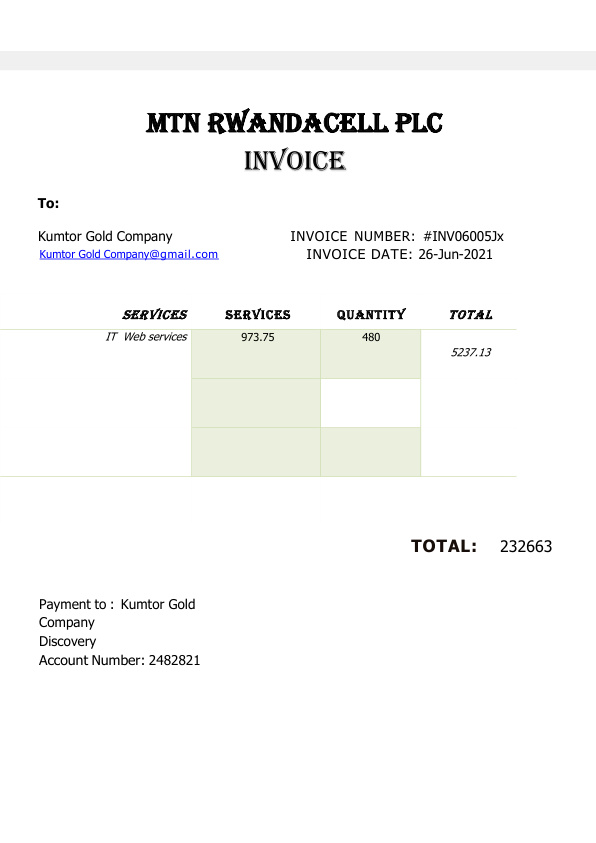 MTN RWANDACELL PLC
INVOICE
To:
Kumtor Gold Company
INVOICE NUMBER: #INV06005Jx
Kumtor Gold Company@gmail.com
INVOICE DATE: 26-Jun-2021
SERVICES SERVICES QUANTITY TOTAL
IT Web services 973.75 480
5237.13
TOTAL: 232663
Payment to : Kumtor Gold
Company
Discovery
Account Number: 2482821